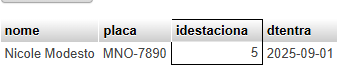 nome placa idestaciona dtentra
Nicole Modesto MNO-7890 5 2025-09-01